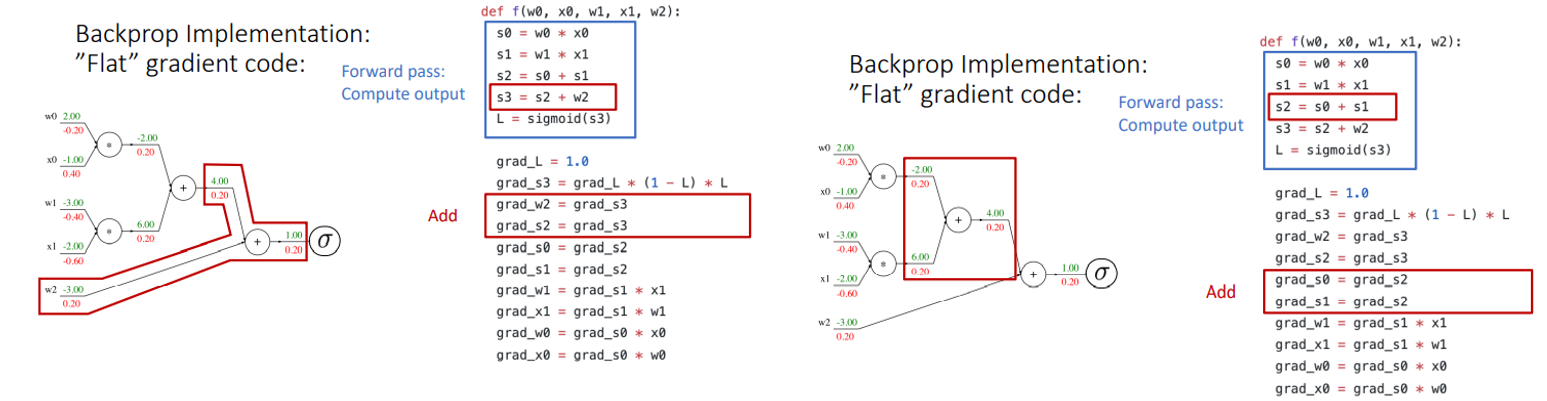 Backprop Implementation:
”Flat” gradient code:
Forward pass:
Compute output
def f(w0, x0, w1, x1, w2):
s0 = w0 * x0
s1 = w1 * x1
s2 = s0 + s1
s3 = s2 + w2
L = sigmoid(s3)
w0 2.00
-0.20
x0 -1.00
0.40
w1 -3.00
-0.40
x1 -2.00
-0.60
w2 -3.00
0.20
*
-2.00
0.20
*
6.00
0.20
+
4.00
0.20
+
1.00
0.20
σ
Add
grad_L = 1.0
grad_s3 = grad_L * (1 - L) * L
grad_w2 = grad_s3
grad_s2 = grad_s3
grad_s0 = grad_s2
grad_s1 = grad_s2
grad_w1 = grad_s1 * x1
grad_x1 = grad_s1 * w1
grad_w0 = grad_s0 * x0
grad_x0 = grad_s0 * w0
Backprop Implementation:
”Flat” gradient code:
Forward pass:
Compute output
def f(w0, x0, w1, x1, w2):
s0 = w0 * x0
s1 = w1 * x1
s2 = s0 + s1
s3 = s2 + w2
L = sigmoid(s3)
w0 2.00
-0.20
x0 -1.00
0.40
w1 -3.00
-0.40
x1 -2.00
-0.60
w2 -3.00
0.20
*
-2.00
0.20
*
6.00
0.20
+
4.00
0.20
+
1.00
0.20
σ
Add
grad_L = 1.0
grad_s3 = grad_L * (1 - L) * L
grad_w2 = grad_s3
grad_s2 = grad_s3
grad_s0 = grad_s2
grad_s1 = grad_s2
grad_w1 = grad_s1 * x1
grad_x1 = grad_s1 * w1
grad_w0 = grad_s0 * x0
grad_x0 = grad_s0 * w0